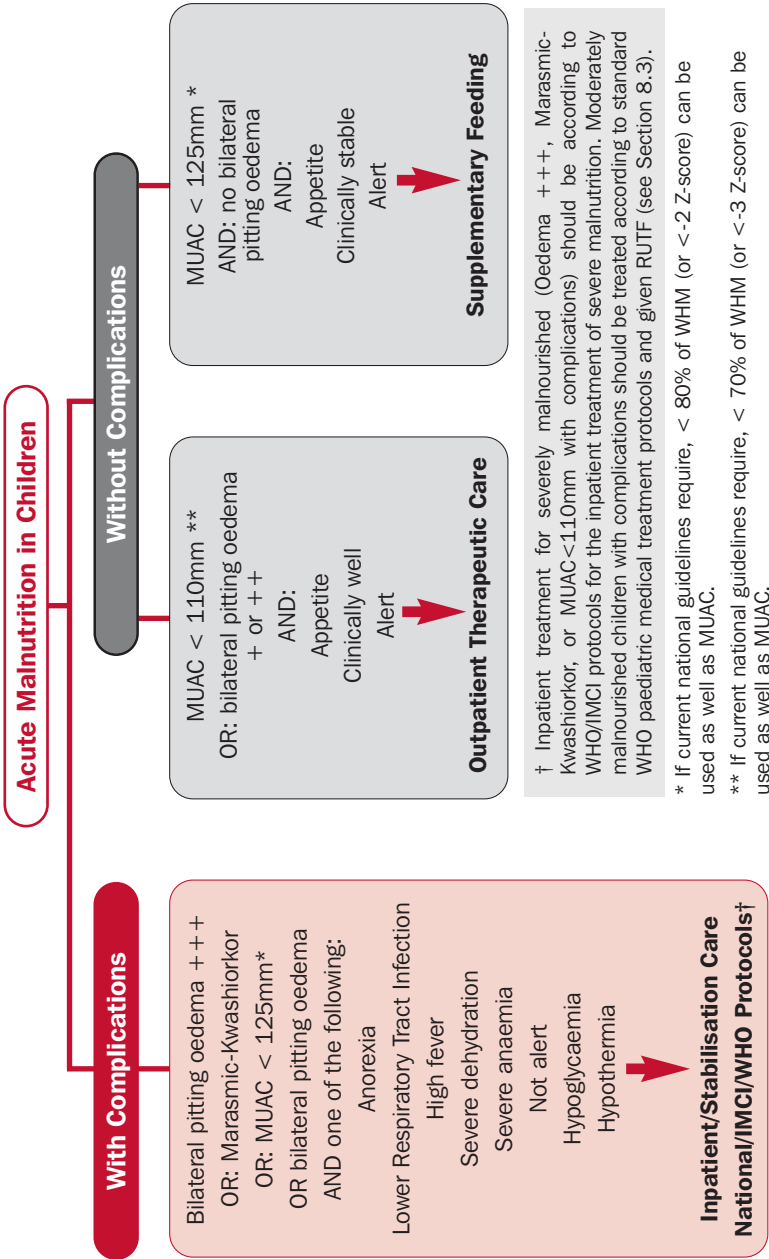 Acute Malnutrition in Children
With Complications
Bilateral pitting oedema +++
OR: Marasmic-Kwashiorkor
OR: MUAC < 125mm*
OR bilateral pitting oedema
AND one of the following:
Anorexia
Lower Respiratory Tract Infection
High fever
Severe dehydration
Severe anaemia
Not alert
Hypoglycaemia
Hypothermia
Inpatient/Stabilisation Care
National/IMCI/WHO Protocols†
Without Complications
MUAC < 110mm **
OR: bilateral pitting oedema
+ or ++
AND:
Appetite
Clinically well
Alert
Outpatient Therapeutic Care
MUAC < 125mm *
AND: no bilateral
pitting oedema
AND:
Appetite
Clinically stable
Alert
Supplementary Feeding
† Inpatient treatment for severely malnourished (Oedema +++, Marasmic-
Kwashiorkor, or MUAC<110mm with complications) should be according to
WHO/IMCI protocols for the inpatient treatment of severe malnutrition. Moderately
malnourished children with complications should be treated according to standard
WHO paediatric medical treatment protocols and given RUTF (see Section 8.3).
* If current national guidelines require, < 80% of WHM (or <-2 Z-score) can be
used as well as MUAC.
** If current national guidelines require, < 70% of WHM (or <-3 Z-score) can be
used as well as MUAC.